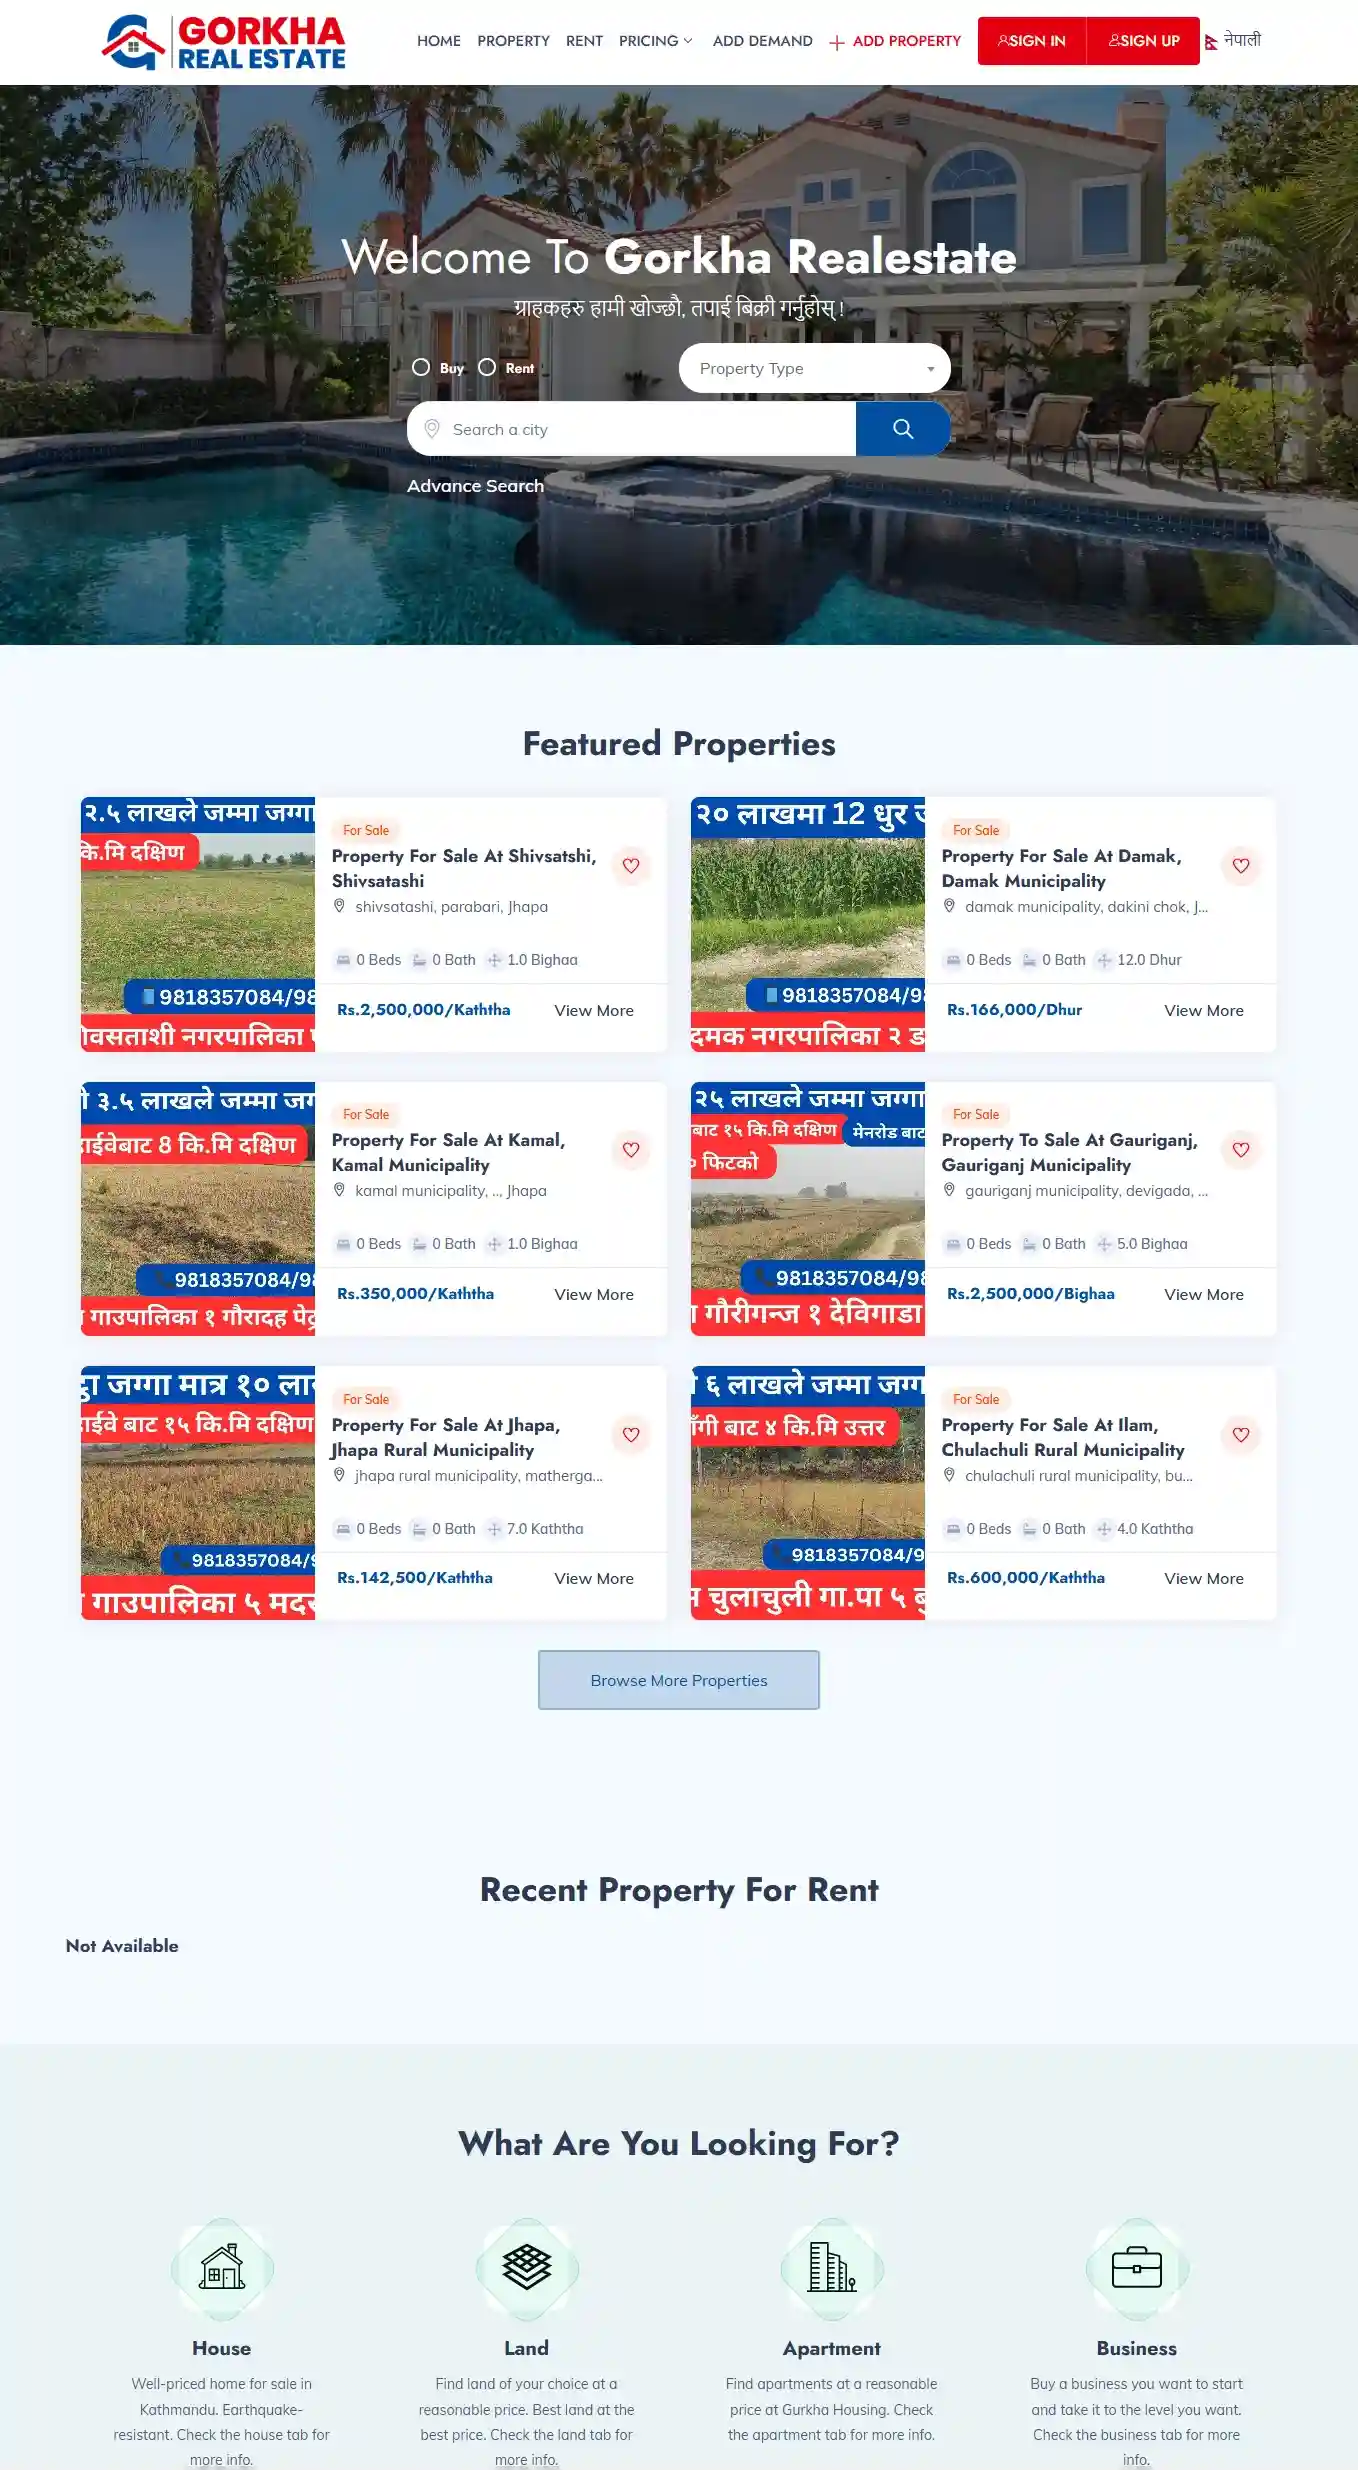 GORKHA
REAL ESTATE
HOME PROPERTY RENT PRICING ADD DEMAND ADD PROPERTY SIGN IN SIGN UP नेपाली
Welcome To Gorkha Realestate
ग्राहकहरु हामी खोज्छौ, तपाई बिक्री गर्नुहोस् !
Buy Rent Property Type
Search a city
Advance Search
Featured Properties
२.५ लाखले जम्मा जग्गा
कि.मि दक्षिण
9818357084/98
नगरपालिका
For Sale
Property For Sale At Shivsatshi,
Shivsatashi
shivsatashi, parabari, Jhapa
0 Beds 0 Bath 1.0 Bighaa
Rs.2,500,000/Kaththa View More
२० लाखमा 12 धुर
9818357084/9
दमक नगरपालिका २
For Sale
Property For Sale At Damak,
Damak Municipality
damak municipality, dakini chok, J...
0 Beds 0 Bath 12.0 Dhur
Rs.166,000/Dhur View More
३.५ लाखले जम्मा
हाईवेबाट 8 कि.मि दक्षिण
9818357084/98
गाउपालिका १ गौरादह
For Sale
Property For Sale At Kamal,
Kamal Municipality
kamal municipality, .., Jhapa
0 Beds 0 Bath 1.0 Bighaa
Rs.350,000/Kaththa View More
२५ लाखले जम्मा जग्गा
बाट १५ कि.मि दक्षिण मेनरोड बाट
फिटको
9818357084/98
गौरीगन्ज १ देविगाडा
For Sale
Property To Sale At Gauriganj,
Gauriganj Municipality
gauriganj municipality, devigada, ...
0 Beds 0 Bath 5.0 Bighaa
Rs.2,500,000/Bighaa View More
जग्गा मात्र १०
हाईवे बाट १५ कि.मि दक्षिण
9818357084/
गाउपालिका ५
For Sale
Property For Sale At Jhapa,
Jhapa Rural Municipality
jhapa rural municipality, matherga...
0 Beds 0 Bath 7.0 Kaththa
Rs.142,500/Kaththa View More
६ लाखले जम्मा
बाट ४ कि.मि उत्तर
9818357084/9
चुलाचुली गा.पा ५
For Sale
Property For Sale At Ilam,
Chulachuli Rural Municipality
chulachuli rural municipality, bu...
0 Beds 0 Bath 4.0 Kaththa
Rs.600,000/Kaththa View More
Browse More Properties
Recent Property For Rent
Not Available
What Are You Looking For?
House
Well-priced home for sale in
Kathmandu. Earthquake-
resistant. Check the house tab for
more info.
Land
Find land of your choice at a
reasonable price. Best land at the
best price. Check the land tab for
more info.
Apartment
Find apartments at a reasonable
price at Gurkha Housing. Check
the apartment tab for more info.
Business
Buy a business you want to start
and take it to the level you want.
Check the business tab for more
info.